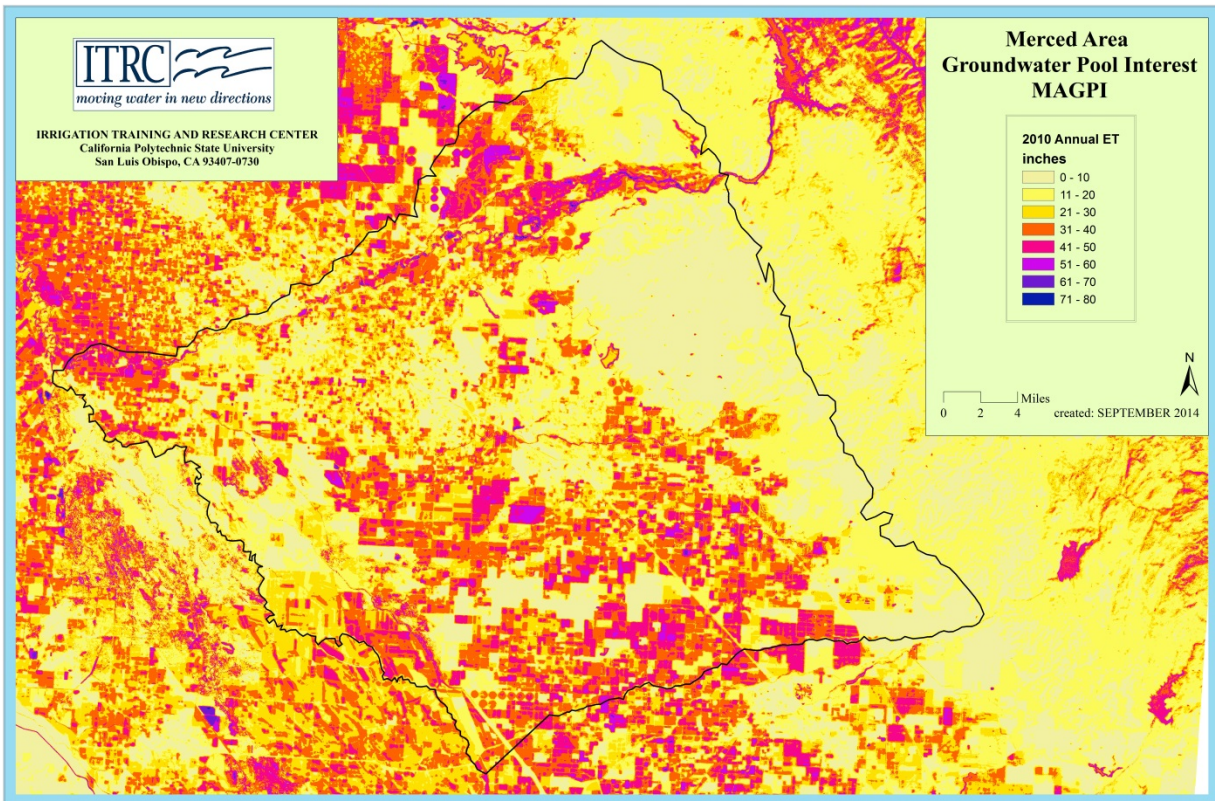 ITRC
moving water in new directions
IRRIGATION TRAINING AND RESEARCH CENTER
California Polytechnic State University
San Luis Obispo, CA 93407-0730
Merced Area
Groundwater Pool Interest
MAGPI
2010 Annual ET
inches
0 - 10
11 - 20
21 - 30
31 - 40
41 - 50
51 - 60
61 - 70
71 - 80
N
Miles
0 2 4
created: SEPTEMBER 2014